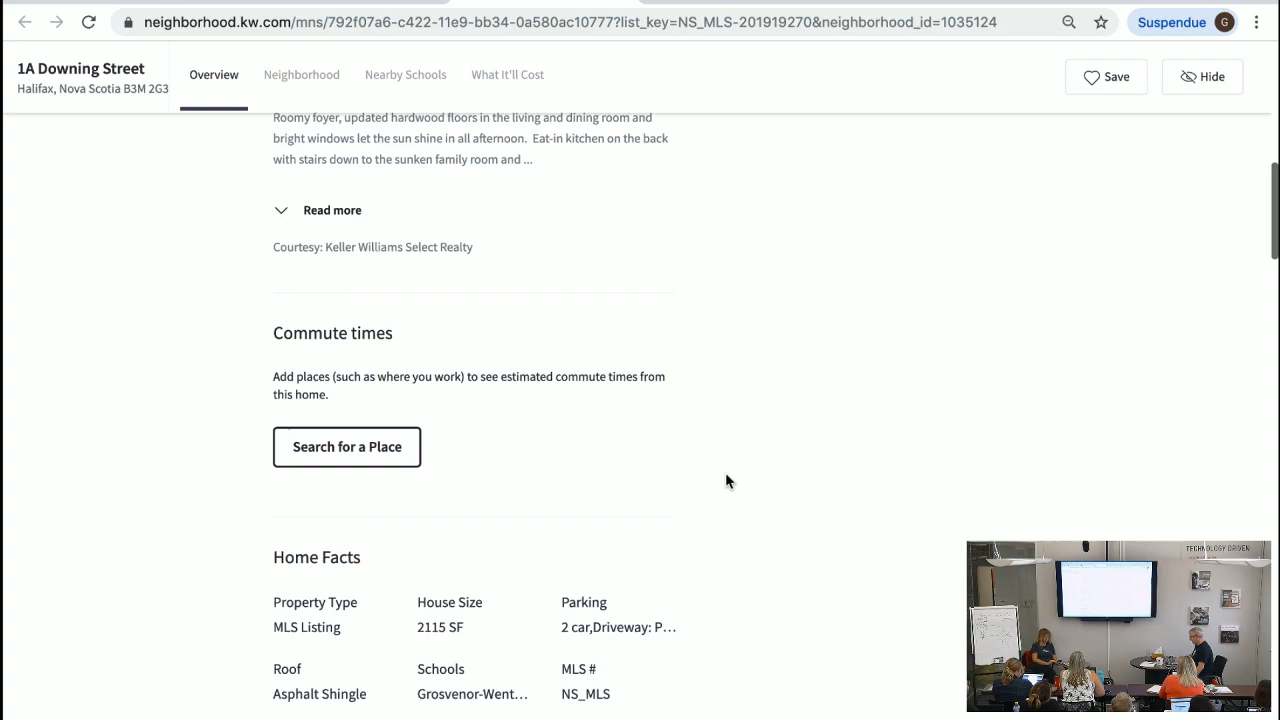 neighborhood.kw.com/mns/792f07a6-c422-11e9-bb34-0a580ac10777?list_key=NS_MLS-201919270&neighborhood_id=1035124
Suspendue
G
1A Downing Street
Halifax, Nova Scotia B3M 2G3
Overview
Neighborhood
Nearby Schools
What It'll Cost
Save
Hide
Roomy foyer, updated hardwood floors in the living and dining room and
bright windows let the sun shine in all afternoon. Eat-in kitchen on the back
with stairs down to the sunken family room and ...
Read more
Courtesy: Keller Williams Select Realty
Commute times
Add places (such as where you work) to see estimated commute times from
this home.
Search for a Place
Home Facts
Property Type House Size Parking
MLS Listing 2115 SF 2 car,Driveway: P...
Roof Schools MLS #
Asphalt Shingle Grosvenor-Went... NS_MLS
TECHNOLOGY DRIVEN